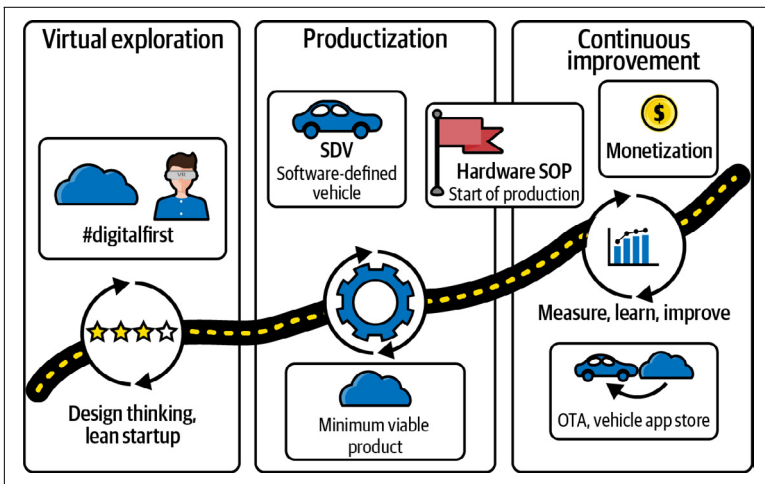 Virtual exploration
VR
#digitalfirst
Design thinking,
lean startup
Productization
SDV
Software-defined
vehicle
Hardware SOP
Start of production
Minimum viable
product
Continuous
improvement
$
Monetization
Measure, learn, improve
OTA, vehicle app store